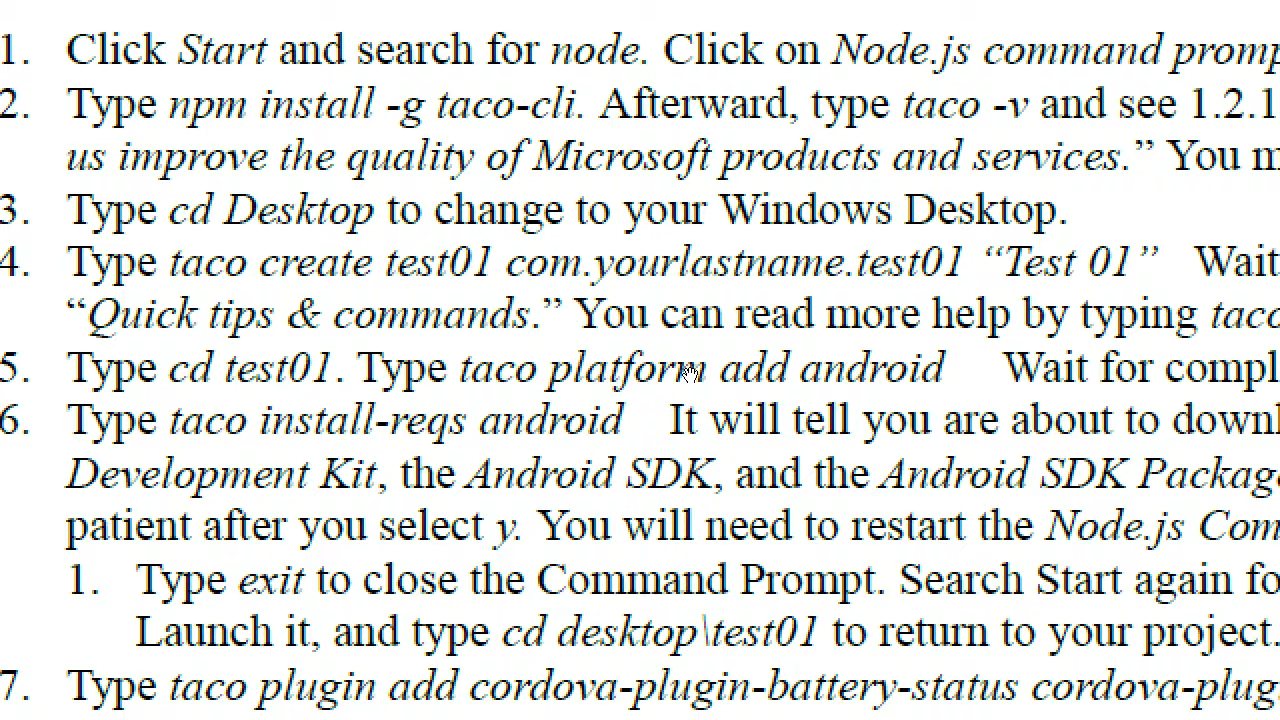 1. Click Start and search for node. Click on Node.js command promp
2. Type npm install -g taco-cli. Afterward, type taco -v and see 1.2.1
us improve the quality of Microsoft products and services.” You m
3. Type cd Desktop to change to your Windows Desktop.
4. Type taco create test01 com.yourlastname.test01 “Test 01” Wait
“Quick tips & commands.” You can read more help by typing taco
5. Type cd test01. Type taco platform add android Wait for compl
6. Type taco install-reqs android It will tell you are about to downl
Development Kit, the Android SDK, and the Android SDK Package
patient after you select y. You will need to restart the Node.js Com
1. Type exit to close the Command Prompt. Search Start again fo
Launch it, and type cd desktop\test01 to return to your project.
7. Type taco plugin add cordova-plugin-battery-status cordova-plug